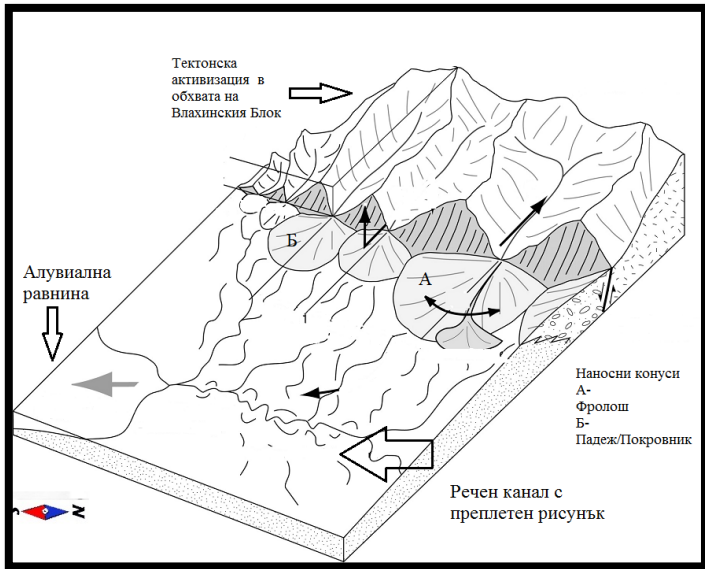 Тектонска
активизация в
обхвата на
Влахинския Блок
Б
А
Алувиална
равнина
Наносни конуси
А-
Фролош
Б-
Падеж/Покровник
Речен канал с
преплетен рисунък
S
N